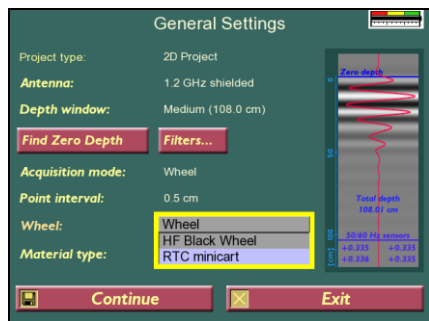 General Settings
Project type: 2D Project
Antenna: 1.2 GHz shielded
Depth window: Medium (108.0 cm)
Find Zero Depth Filters...
Acquisition mode: Wheel
Point interval: 0.5 cm
Wheel: Wheel
HF Black Wheel
Material type: RTC minicart
Continue Exit
Zero depth
0
50
Total depth
108.01 cm
100
[cm]
50/60 Hz sensors
+0.335 +0.335
+0.336 +0.335